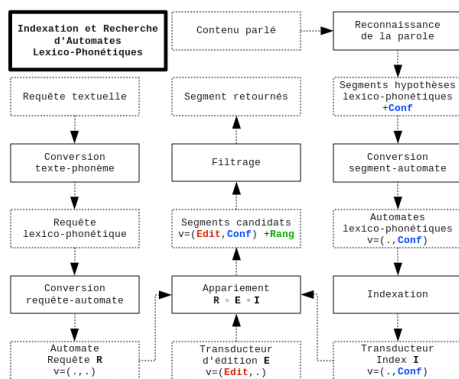 Indexation et Recherche
d'Automates
Lexico-Phonétiques
Contenu parlé
Reconnaissance
de la parole
Requête textuelle
Segment retournés
Segments hypothèses
lexico-phonétiques
+Conf
Conversion
texte-phonème
Filtrage
Conversion
segment-automate
Requête
lexico-phonétique
Segments candidats
v=(Edit,Conf) +Rang
Automates
lexico-phonétiques
v=(.,Conf)
Conversion
requête-automate
Appariement
R ∘ E ∘ I
Indexation
Automate
Requête R
v=(.,.)
Transducteur
d'édition E
v=(Edit,.)
Transducteur
Index I
v=(.,Conf)